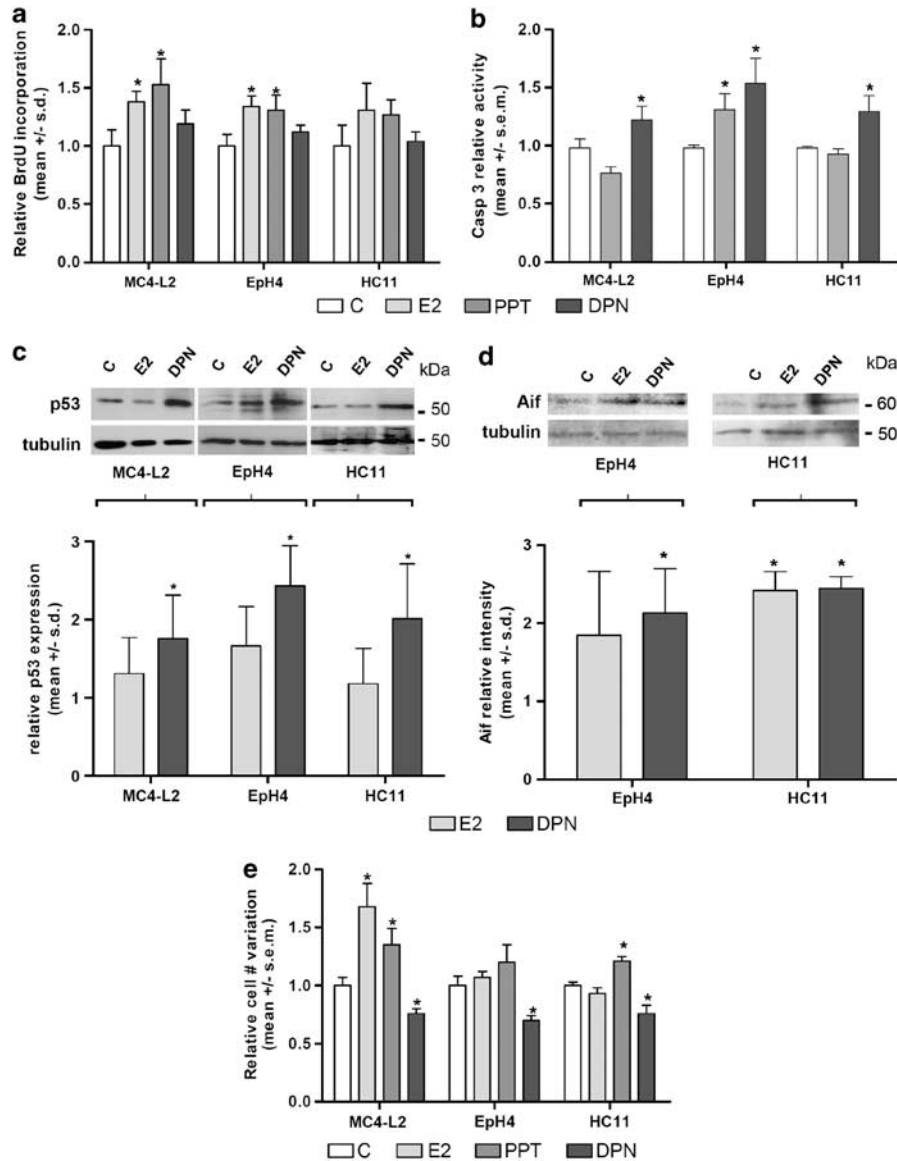 a
Relative BrdU incorporation
(mean +/- s.d.)
2.0
1.5
1.0
0.5
0.0
* * * *
MC4-L2 EpH4 HC11
b
Casp 3 relative activity
(mean +/- s.e.m.)
2.0
1.5
1.0
0.5
0.0
* * * *
MC4-L2 EpH4 HC11
C E2 PPT DPN
c
C E2 DPN C E2 DPN C E2 DPN kDa
p53 - 50
tubulin - 50
MC4-L2 EpH4 HC11
relative p53 expression
(mean +/- s.d.)
3
2
1
0
* * *
MC4-L2 EpH4 HC11
d
C E2 DPN C E2 DPN kDa
Aif - 60
tubulin - 50
EpH4 HC11
Aif relative intensity
(mean +/- s.d.)
3
2
1
0
* * *
EpH4 HC11
E2 DPN
e
Relative cell # variation
(mean +/- s.e.m.)
2.0
1.5
1.0
0.5
0.0
* * * * * *
MC4-L2 EpH4 HC11
C E2 PPT DPN